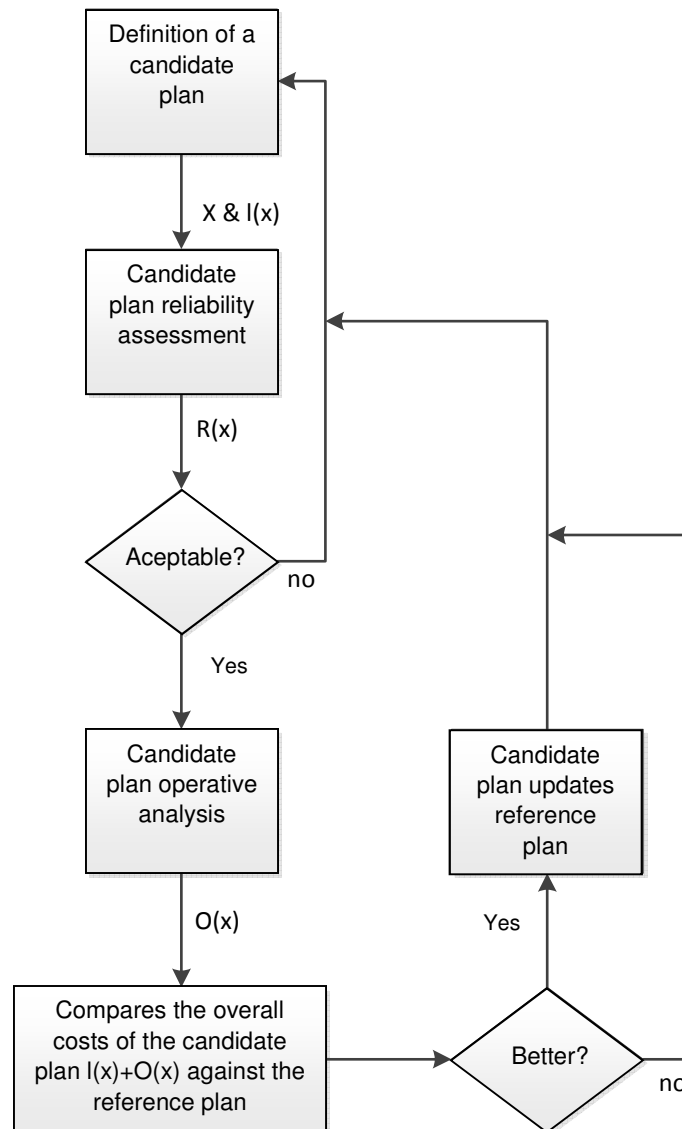 Definition of a
candidate
plan
X & I(x)
Candidate
plan reliability
assessment
R(x)
Aceptable?
no
Yes
Candidate
plan operative
analysis
O(x)
Compares the overall
costs of the candidate
plan I(x)+O(x) against the
reference plan
Better?
no
Yes
Candidate
plan updates
reference
plan